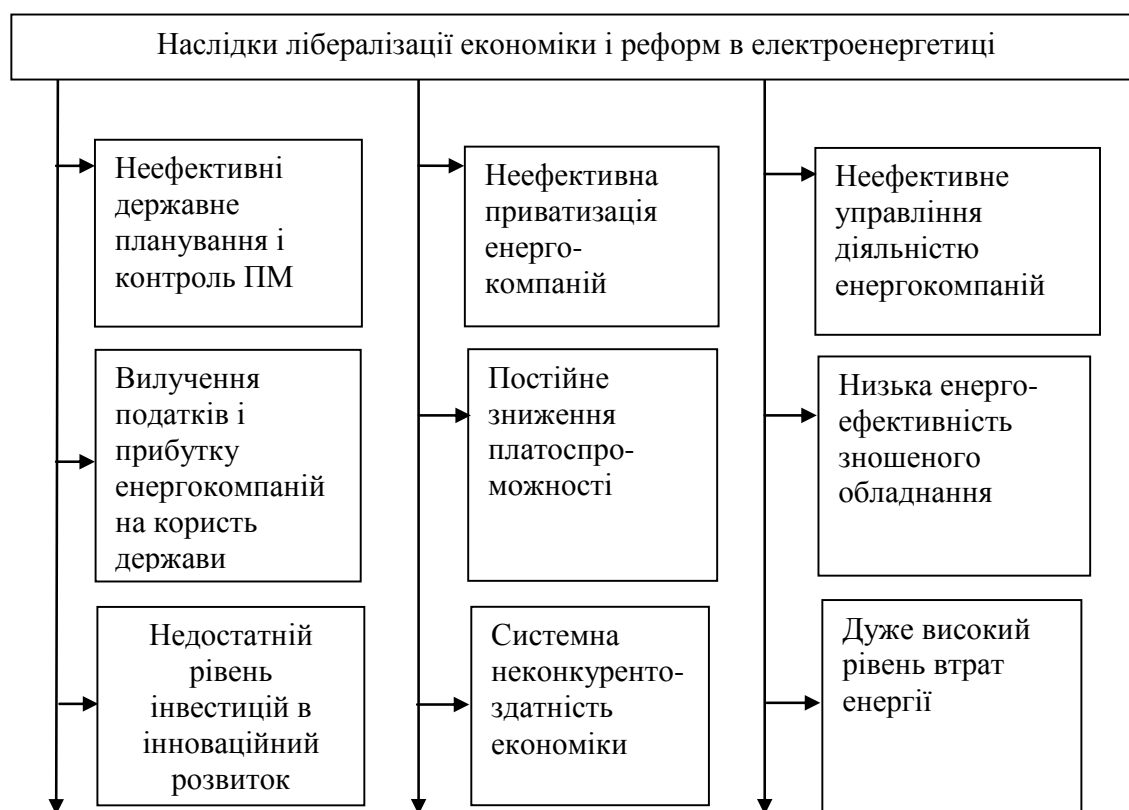 Наслідки лібералізації економіки і реформ в електроенергетиці
Неефективні
державне
планування і
контроль ПМ
Неефективна
приватизація
енерго-
компаній
Неефективне
управління
діяльністю
енергокомпаній
Вилучення
податків і
прибутку
енергокомпаній
на користь
держави
Постійне
зниження
платоспро-
можності
Низька енерго-
ефективність
зношеного
обладнання
Недостатній
рівень
інвестицій в
інноваційний
розвиток
Системна
неконкуренто-
здатність
економіки
Дуже високий
рівень втрат
енергії